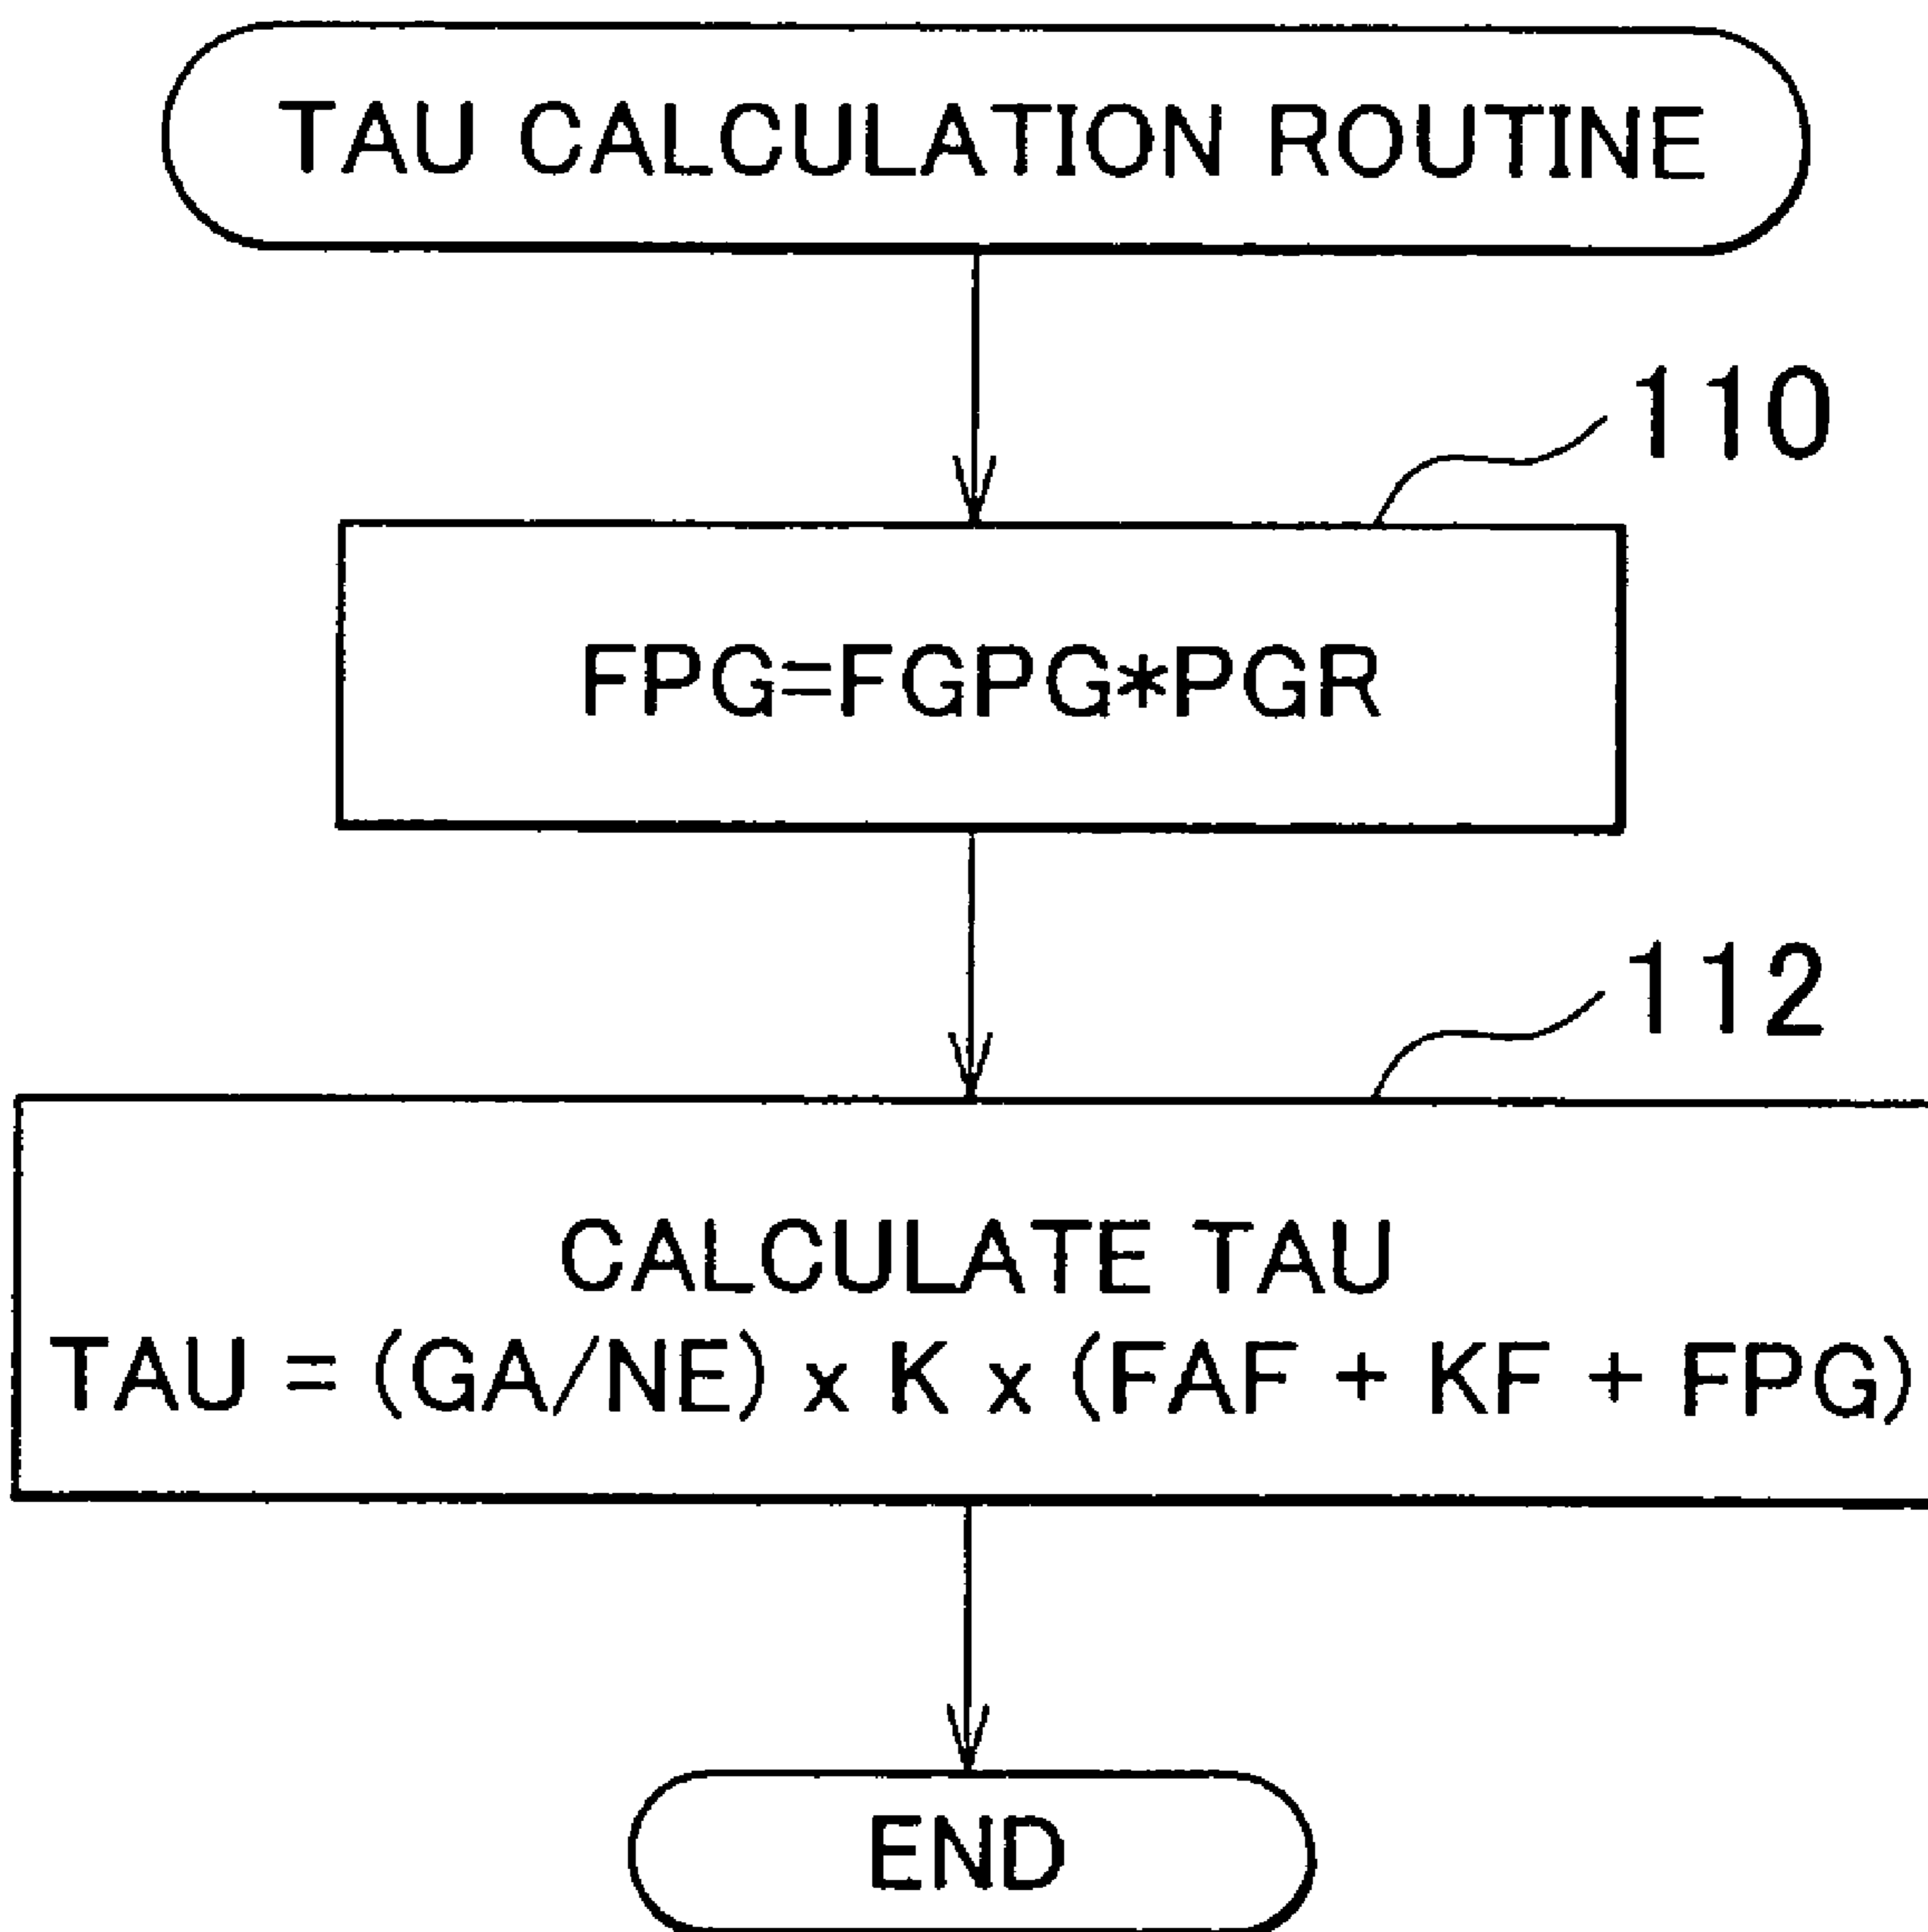 TAU CALCULATION ROUTINE
110
FPG=FGPG*PGR
112
CALCULATE TAU
TAU = (GA/NE) x K x (FAF + KF + FPG)
END